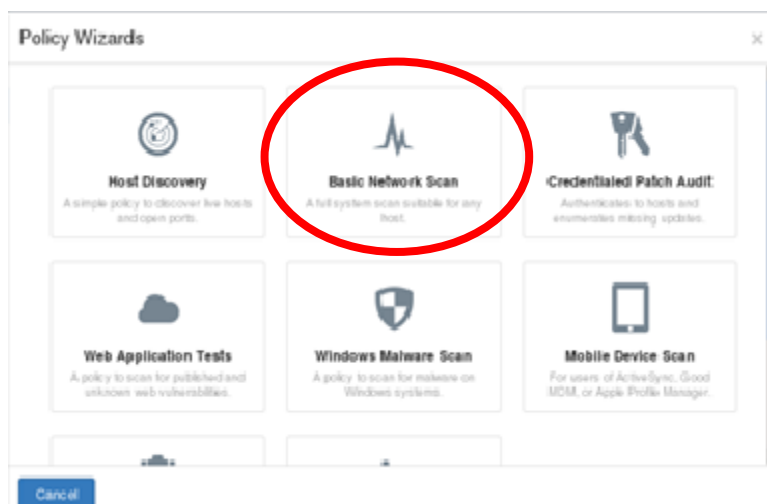 Policy Wizards
×
Host Discovery
A simple policy to discover live hosts
and open ports.
Basic Network Scan
A full system scan suitable for any
host.
Credentialed Patch Audit
Authenticates to hosts and
enumerates missing updates.
Web Application Tests
A policy to scan for published and
unknown web vulnerabilities.
Windows Malware Scan
A policy to scan for malware on
Windows systems.
Mobile Device Scan
For users of ActiveSync, Good
MDM, or Apple Profile Manager.
Cancel